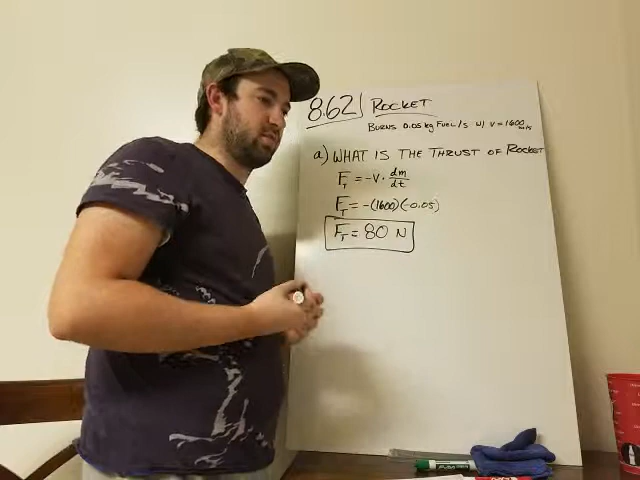 8.62 ROCKET
BURNS 0.05 kg FUEL/S W/ V = 1600 m/s
a) WHAT IS THE THRUST OF ROCKET
F_T = -V · dm/dt
F_T = -(1600)(-0.05)
F_T = 80 N